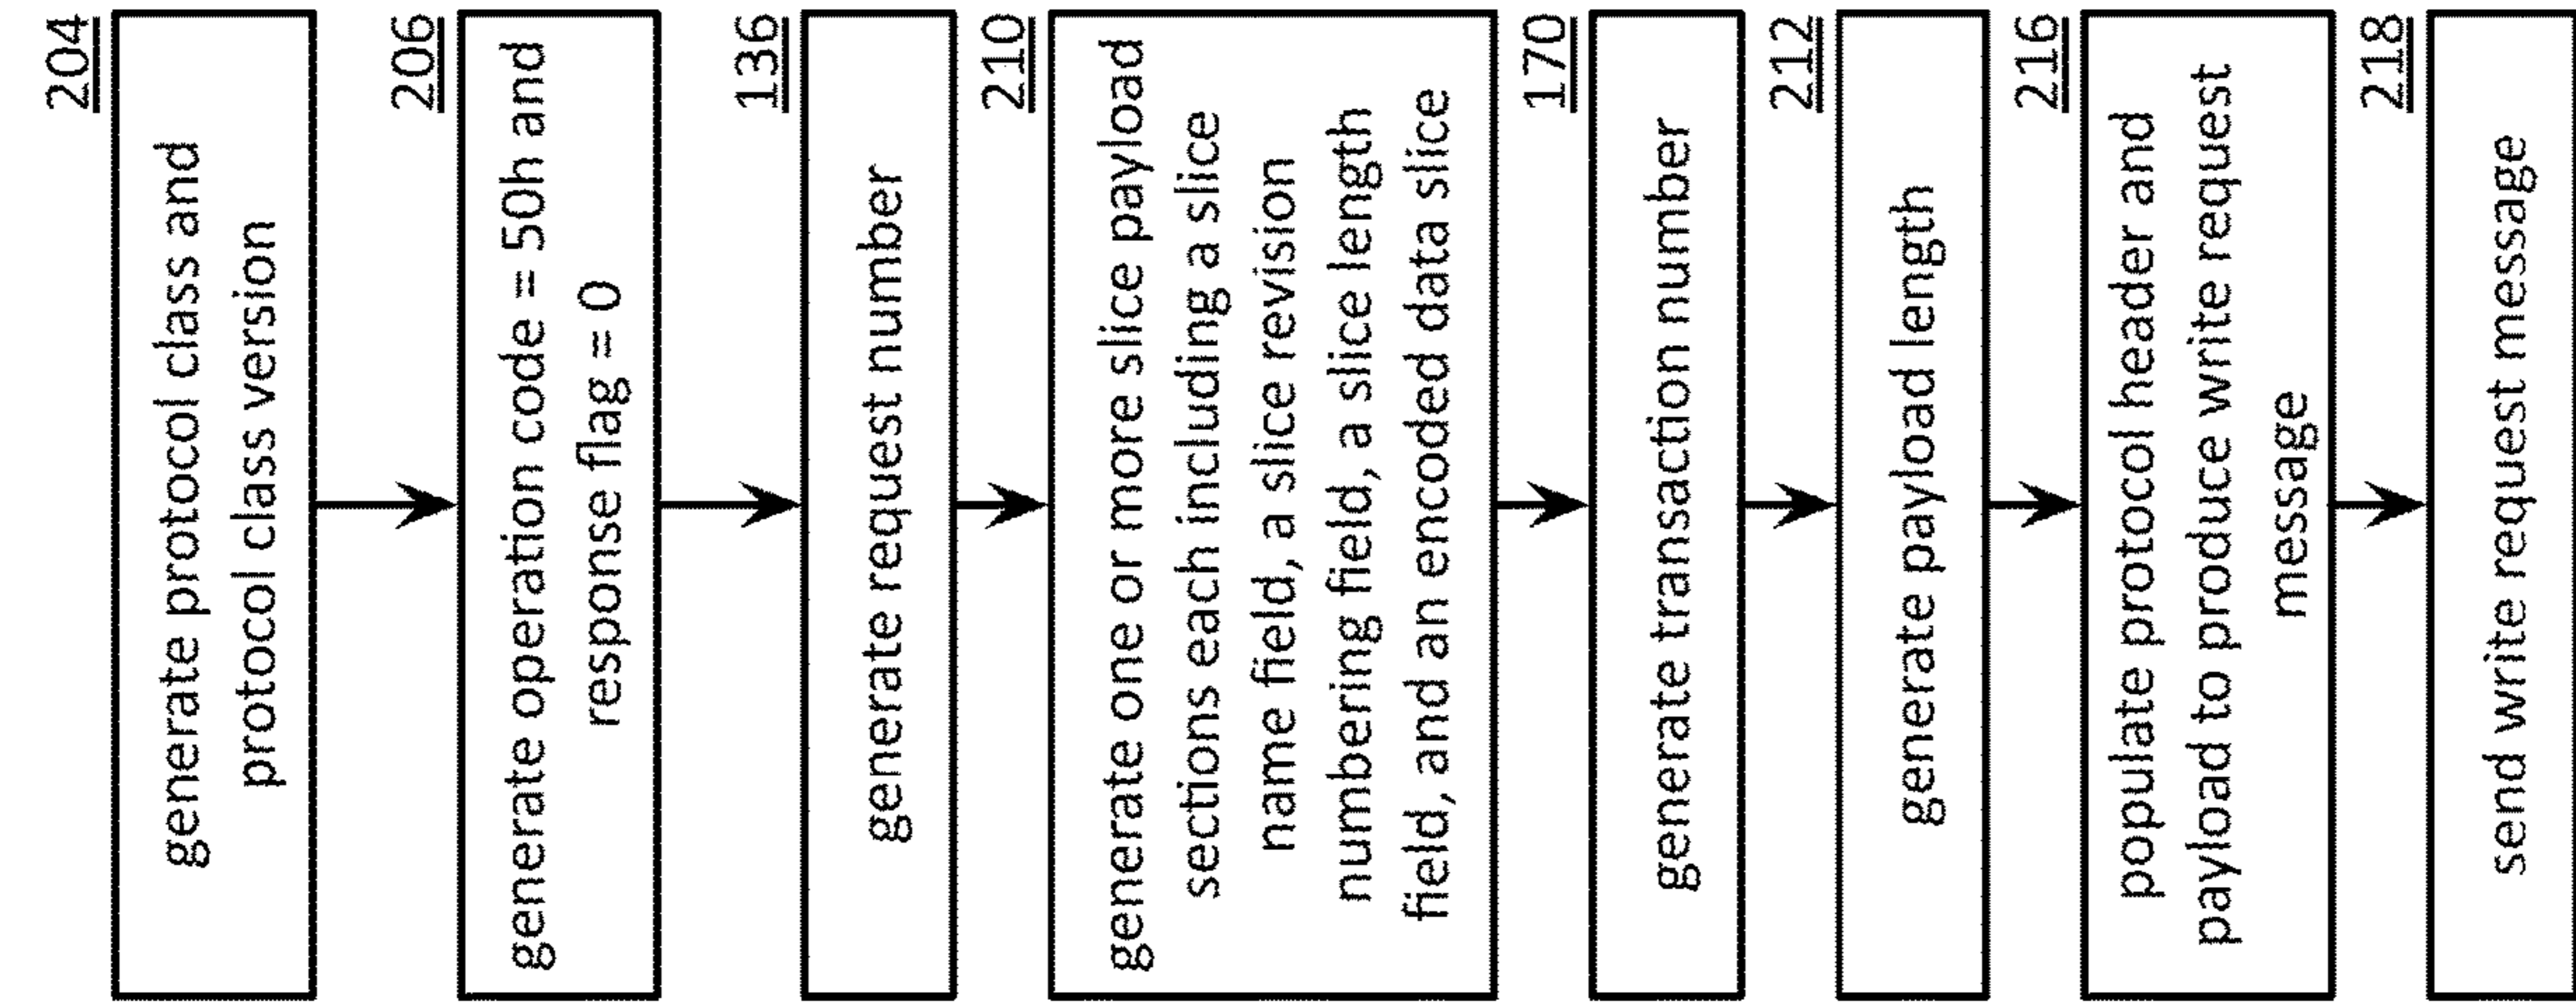 204
generate protocol class and
protocol class version
206
generate operation code = 50h and
response flag = 0
136
generate request number
210
generate one or more slice payload
sections each including a slice
name field, a slice revision
numbering field, a slice length
field, and an encoded data slice
170
generate transaction number
212
generate payload length
216
populate protocol header and
payload to produce write request
message
218
send write request message